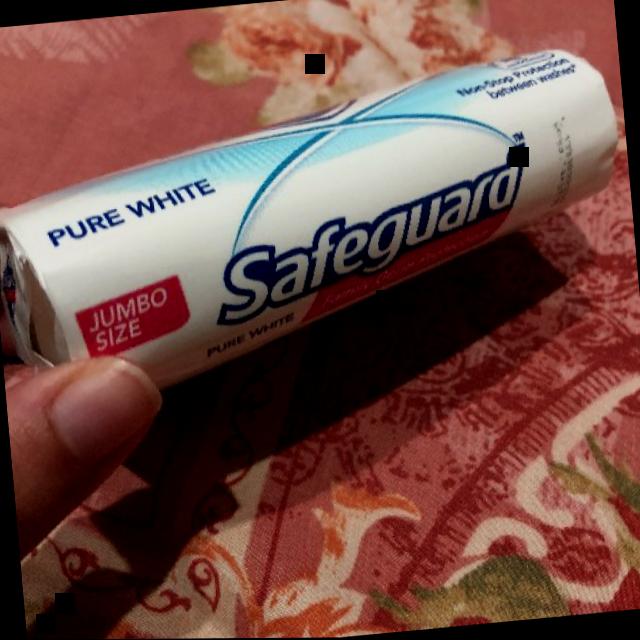 Non-Stop Protection
between washes*
PURE WHITE
Safeguard
JUMBO
SIZE
PURE WHITE